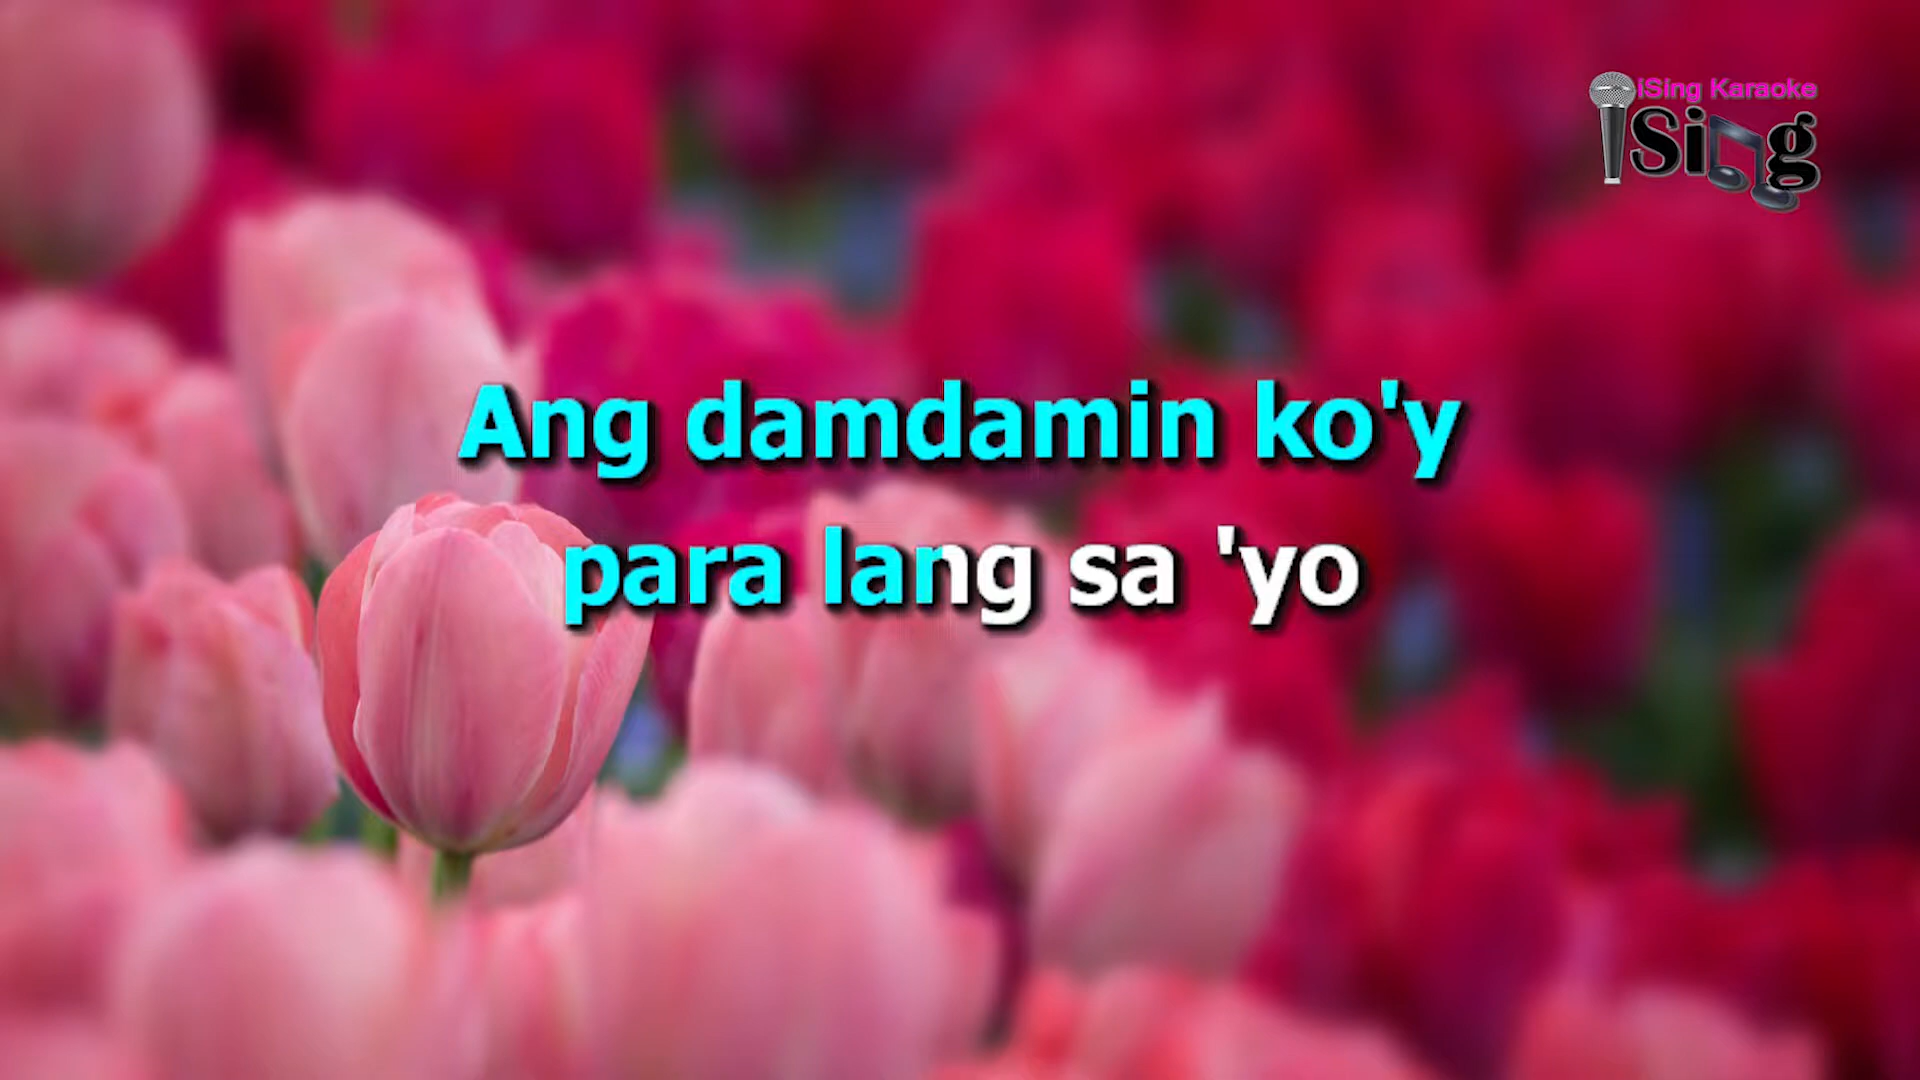 iSing Karaoke
iSing
Ang damdamin ko'y
para lang sa 'yo